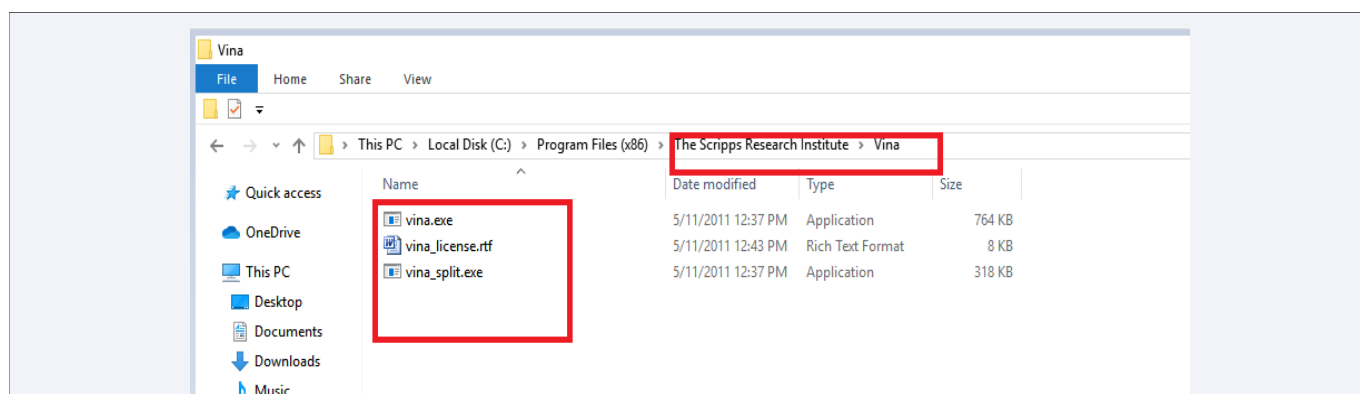 Vina
File Home Share View
This PC > Local Disk (C:) > Program Files (x86) > The Scripps Research Institute > Vina
Name Date modified Type Size
Quick access
vina.exe 5/11/2011 12:37 PM Application 764 KB
OneDrive
vina_license.rtf 5/11/2011 12:43 PM Rich Text Format 8 KB
This PC
vina_split.exe 5/11/2011 12:37 PM Application 318 KB
Desktop
Documents
Downloads
Music